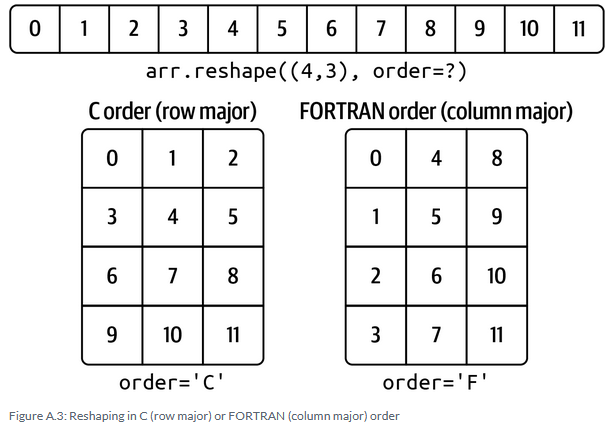 0 1 2 3 4 5 6 7 8 9 10 11
arr.reshape((4,3), order=?)
C order (row major)
0 1 2
3 4 5
6 7 8
9 10 11
order='C'
FORTRAN order (column major)
0 4 8
1 5 9
2 6 10
3 7 11
order='F'
Figure A.3: Reshaping in C (row major) or FORTRAN (column major) order